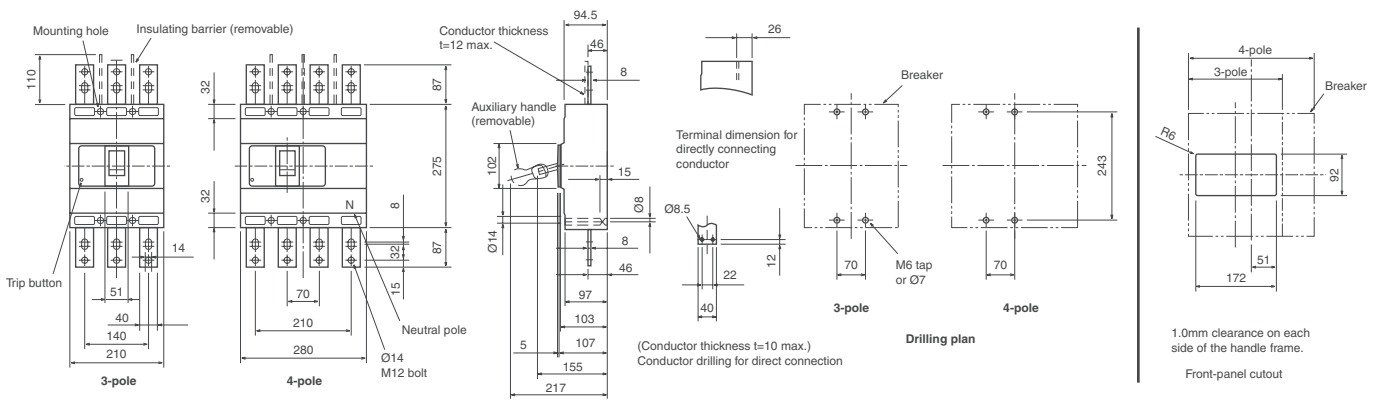 Mounting hole
Insulating barrier (removable)
110
32
32
87
275
87
N
8
32
15
14
Trip button
51
40
140
210
3-pole
70
210
280
4-pole
Neutral pole
Ø14
M12 bolt
94.5
46
Conductor thickness
t=12 max.
8
Auxiliary handle
(removable)
102
15
Ø14
Ø8
8
46
97
103
5
107
155
217
26
Terminal dimension for
directly connecting
conductor
Ø8.5
12
22
40
(Conductor thickness t=10 max.)
Conductor drilling for direct connection
Breaker
243
70
M6 tap
or Ø7
70
3-pole
4-pole
Drilling plan
4-pole
3-pole
Breaker
R6
92
51
172
1.0mm clearance on each
side of the handle frame.
Front-panel cutout